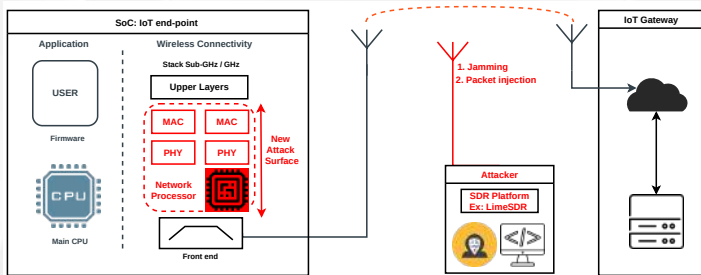 SoC: IoT end-point
Application
Wireless Connectivity
Stack Sub-GHz / GHz
USER
Upper Layers
MAC
MAC
PHY
PHY
New
Attack
Surface
Firmware
Network
Processor
CPU
Main CPU
Front end
1. Jamming
2. Packet injection
Attacker
SDR Platform
Ex: LimeSDR
</>
IoT Gateway